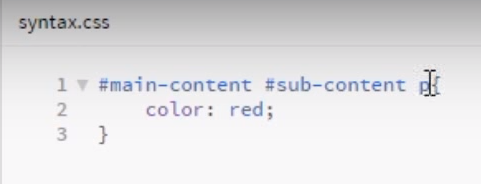 syntax.css
1 #main-content #sub-content p{
2 color: red;
3 }